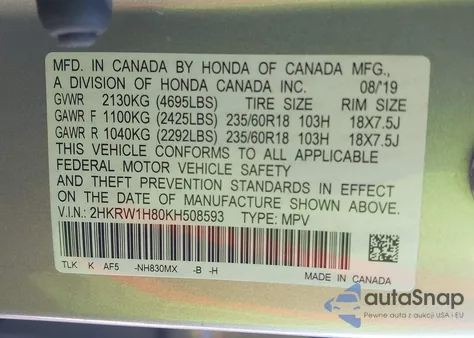 MFD. IN CANADA BY HONDA OF CANADA MFG.,
A DIVISION OF HONDA CANADA INC. 08/'19
GVWR 2130KG (4695LBS) TIRE SIZE RIM SIZE
GAWR F 1100KG (2425LBS) 235/60R18 103H 18X7.5J
GAWR R 1040KG (2292LBS) 235/60R18 103H 18X7.5J
THIS VEHICLE CONFORMS TO ALL APPLICABLE
FEDERAL MOTOR VEHICLE SAFETY
AND THEFT PREVENTION STANDARDS IN EFFECT
ON THE DATE OF MANUFACTURE SHOWN ABOVE.
V.I.N.: 2HKRW1H80KH508593 TYPE: MPV
TLK K AF5 -NH830MX -B -H
MADE IN CANADA
autaSnap
Pewne auta z aukcji USA i EU